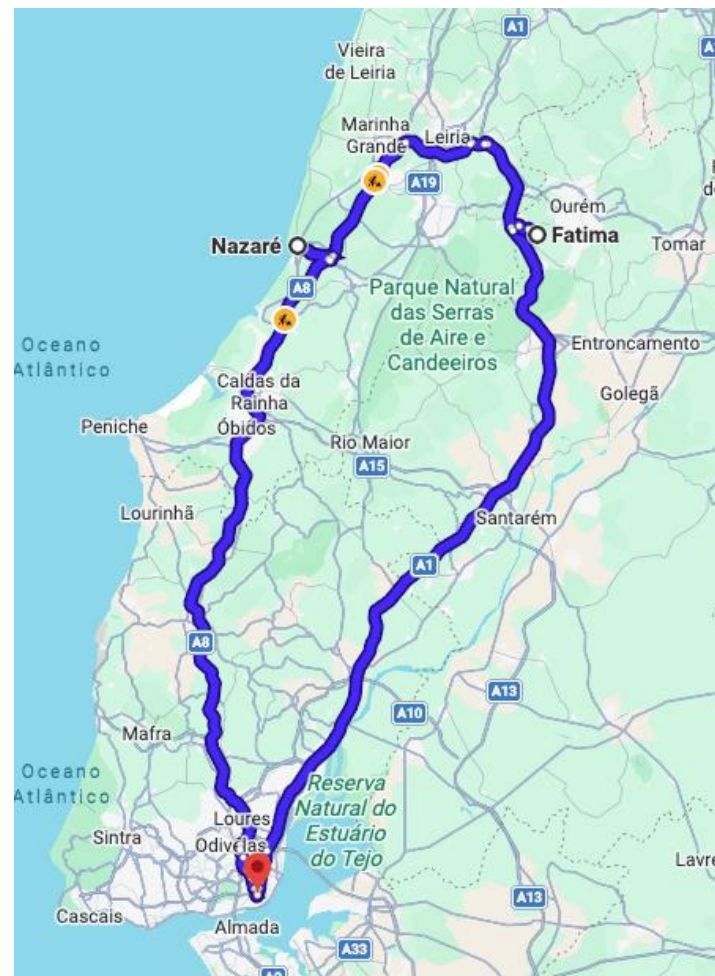 A1
Vieira
de Leiria
A1
Marinha
Grande
Leiria
A19
Ourém
Nazaré
Fatima
Tomar
A8
Parque Natural
das Serras
de Aire e
Candeeiros
Oceano
Atlântico
Entroncamento
Caldas da
Rainha
Golegã
Peniche
Óbidos
Rio Maior
A15
Lourinhã
Santarém
A1
A8
A13
A10
Mafra
Oceano
Atlântico
Reserva
Natural do
Estuário
do Tejo
Loures
Sintra
Odivelas
Lavre
Cascais
Almada
A13
A33